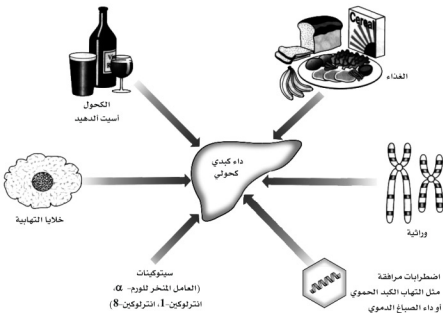 Cereal
الغذاء
الكحول
أسيت ألدهيد
داء كبدي
كحولي
وراثية
خلايا التهابية
سيتوكينات
(العامل المنخر للورم- α،
انترلوكين-1، انترلوكين-8)
اضطرابات مرافقة
مثل التهاب الكبد الحموي
أو داء الصباغ الدموي